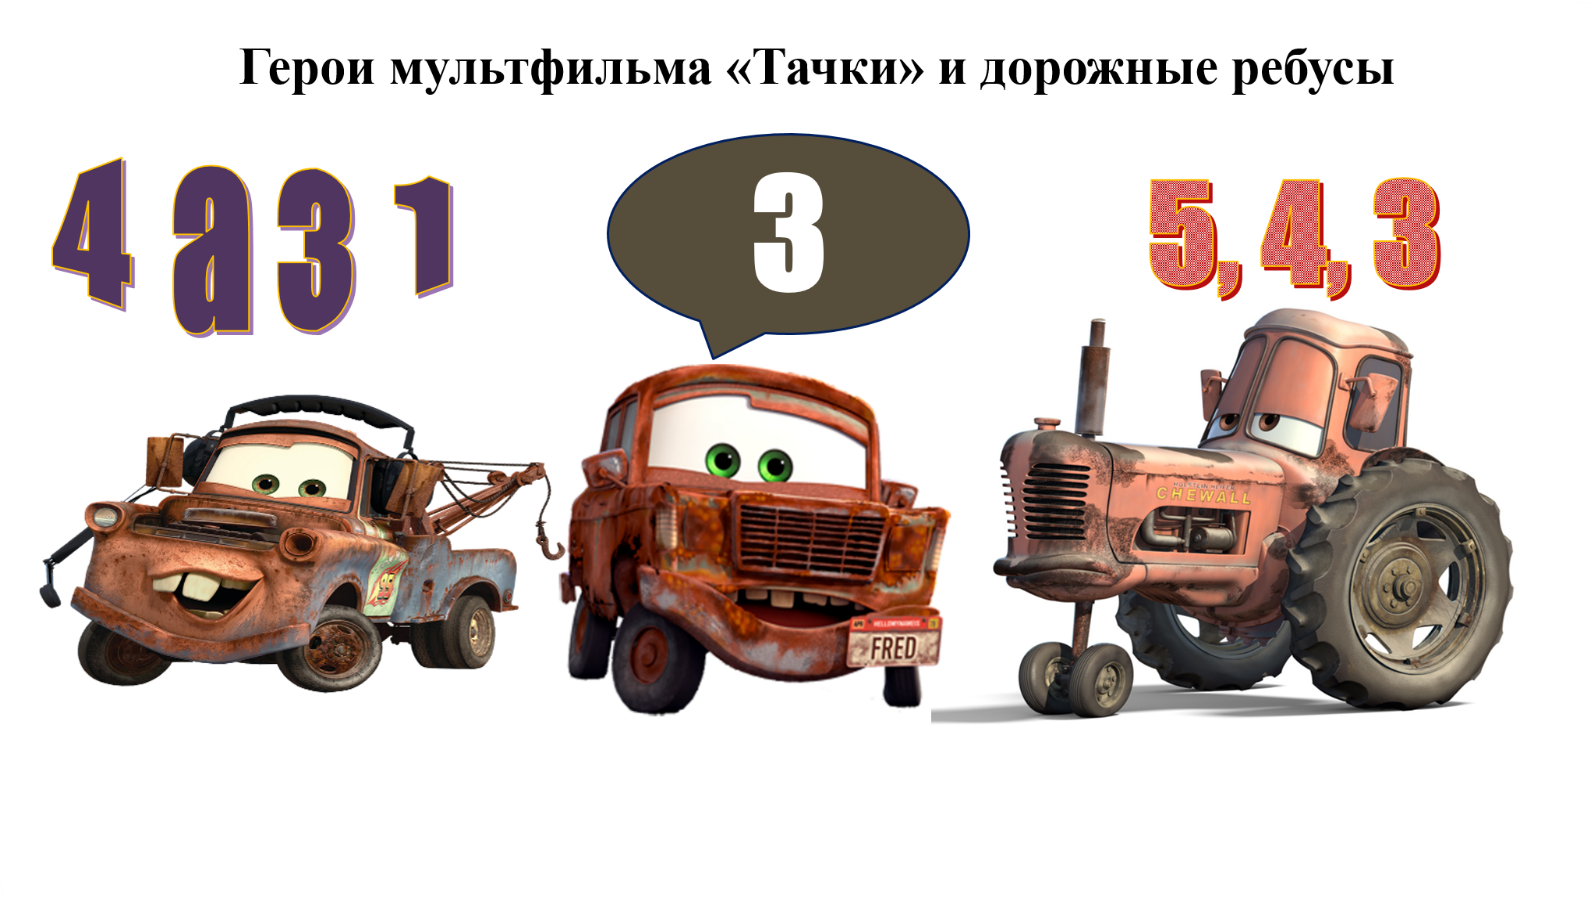 Герои мультфильма «Тачки» и дорожные ребусы
4 а 3 1
3
5, 4, 3
CHEWALL
FRED